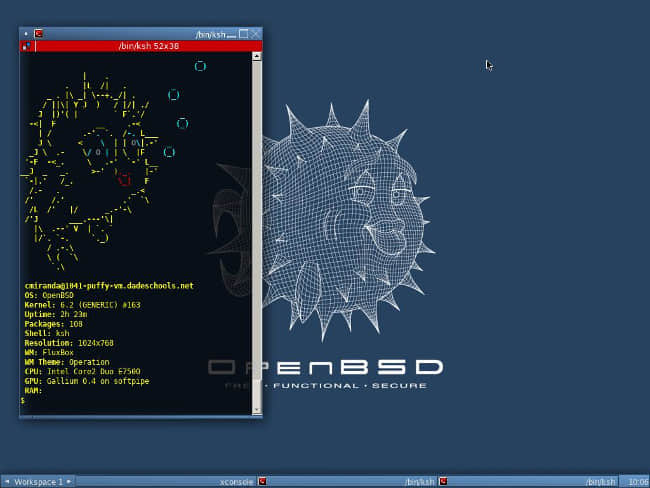 /bin/ksh
/bin/ksh 52x38
cmiranda@1041-puffy-vm.dadeschools.net
OS: OpenBSD
Kernel: 6.2 (GENERIC) #163
Uptime: 2h 23m
Packages: 108
Shell: ksh
Resolution: 1024x768
WM: FluxBox
WM Theme: Operation
CPU: Intel Core2 Duo E7500
GPU: Gallium 0.4 on softpipe
RAM:
$
OPENBSD
FREE · FUNCTIONAL · SECURE
Workspace 1
xconsole
/bin/ksh
/bin/ksh
10:06